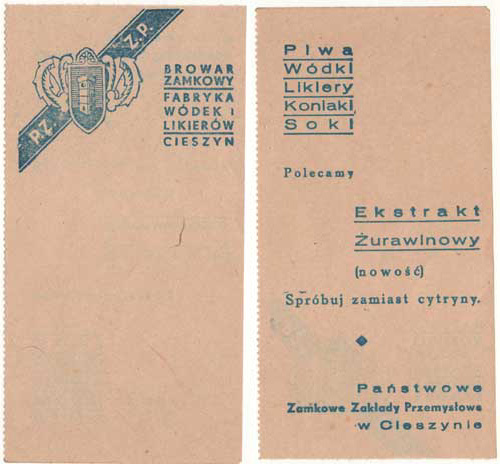 P.Z.
Z.P.
BROWAR
ZAMKOWY
FABRYKA
WÓDEK I
LIKIERÓW
CIESZYN
Piwa
Wódki
Likiery
Koniaki
Soki
Polecamy
Ekstrakt
Żurawinowy
(nowość)
Spróbuj zamiast cytryny.
Państwowe
Zamkowe Zakłady Przemysłowe
w Cieszynie